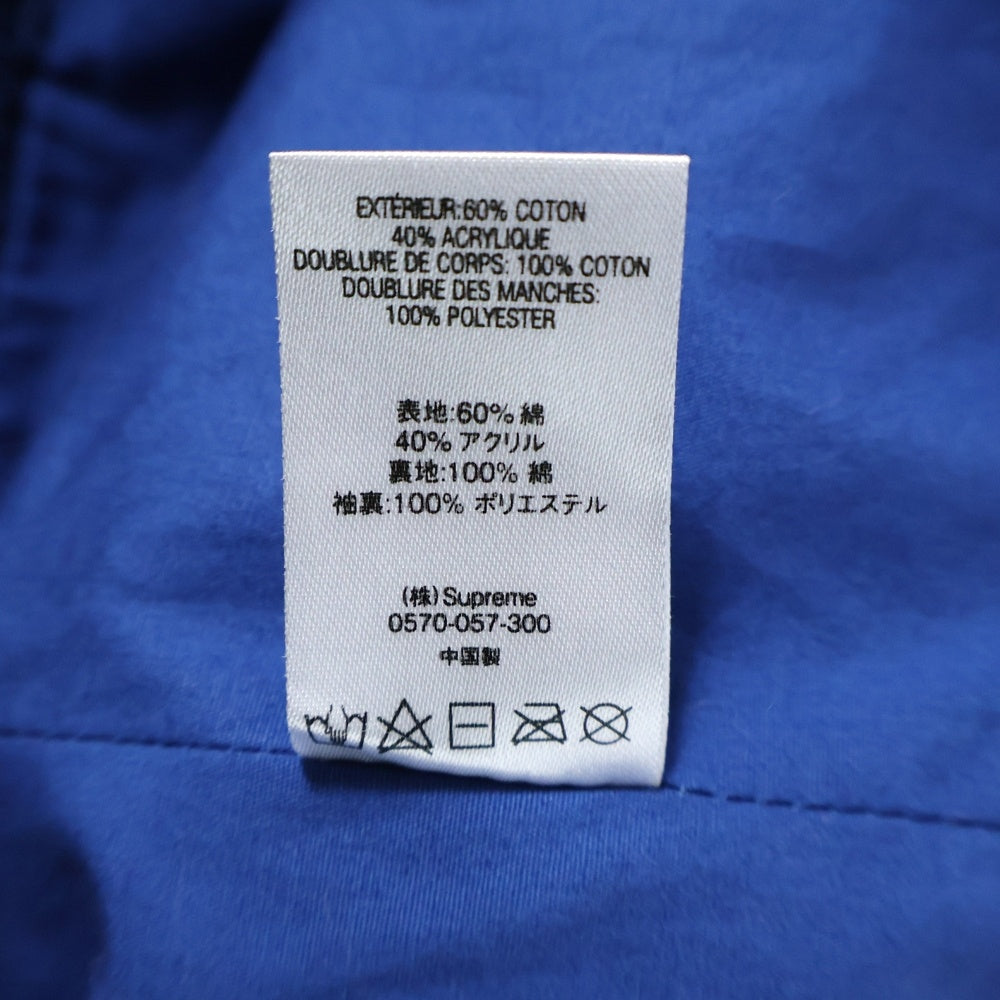 EXTÉRIEUR:60% COTON
40% ACRYLIQUE
DOUBLURE DE CORPS: 100% COTON
DOUBLURE DES MANCHES:
100% POLYESTER
表地:60% 綿
40% アクリル
裏地:100% 綿
袖裏:100% ポリエステル
(株)Supreme
0570-057-300
中国製